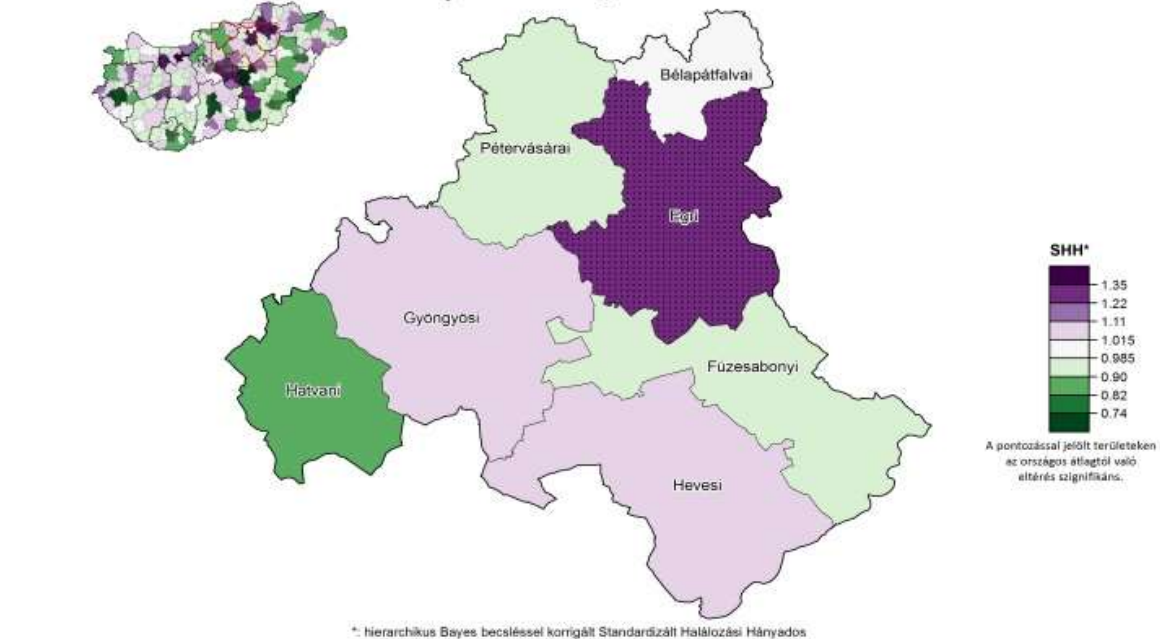 Bélapátfalvai
Pétervásárai
Egri
Gyöngyösi
Hatvani
Füzesabonyi
Hevesi
SHH*
1.35
1.22
1.11
1.015
0.985
0.90
0.82
0.74
A pontozással jelölt területeken
az országos átlagtól való
eltérés szignifikáns.
*: hierarchikus Bayes becsléssel korrigált Standardizált Halálozási Hányados